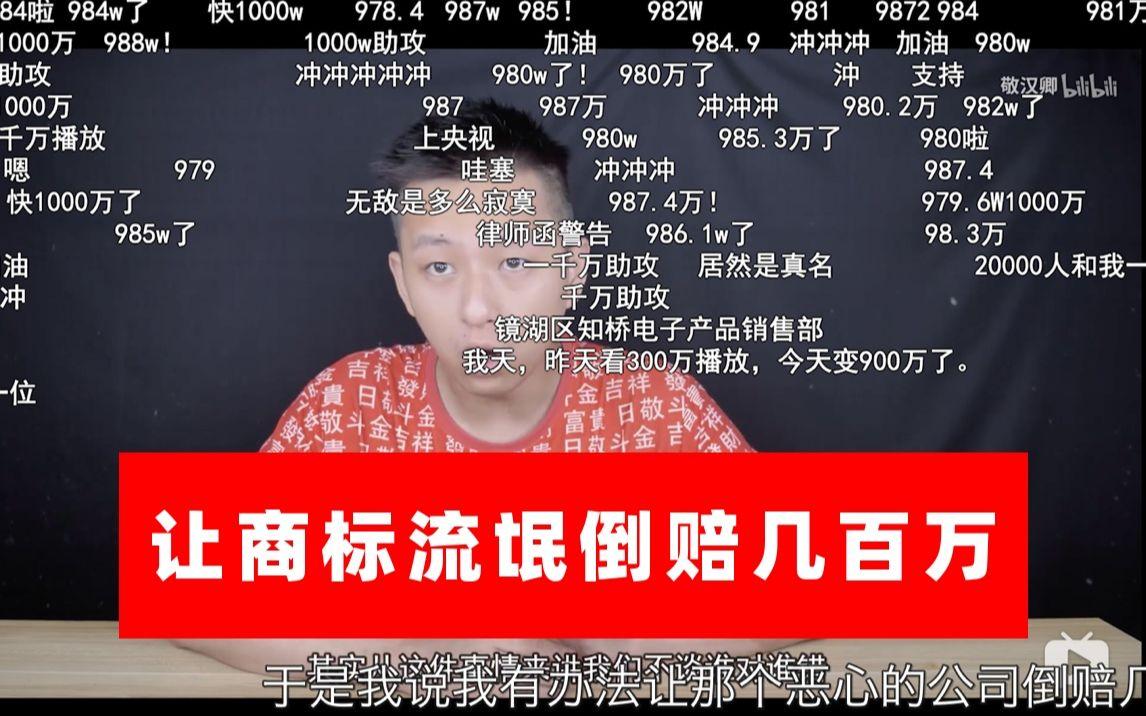 84啦 984w了 快1000w 978.4 987w 985! 982W 981 9872 984 981万
1000万 988w! 1000w助攻 加油 984.9 冲冲冲 加油 980w
助攻 冲冲冲冲冲 980w了! 980万了 沖 支持
敬汉卿 bilibili
000万 987 987万 冲冲冲 980.2万 982w了
千万播放 上央视 980w 985.3万了 980啦
嗯 979 哇塞 冲冲冲 987.4
快1000万了 无敌是多么寂寞 987.4万! 979.6W1000万
985w了 律师函警告 986.1w了 98.3万
油 一千万助攻 居然是真名 20000人和我一
冲 千万助攻
镜湖区知桥电子产品销售部
我天，昨天看300万播放，今天变900万了。
一位
让商标流氓倒赔几百万
于是我说我有办法让那个恶心的公司倒赔几